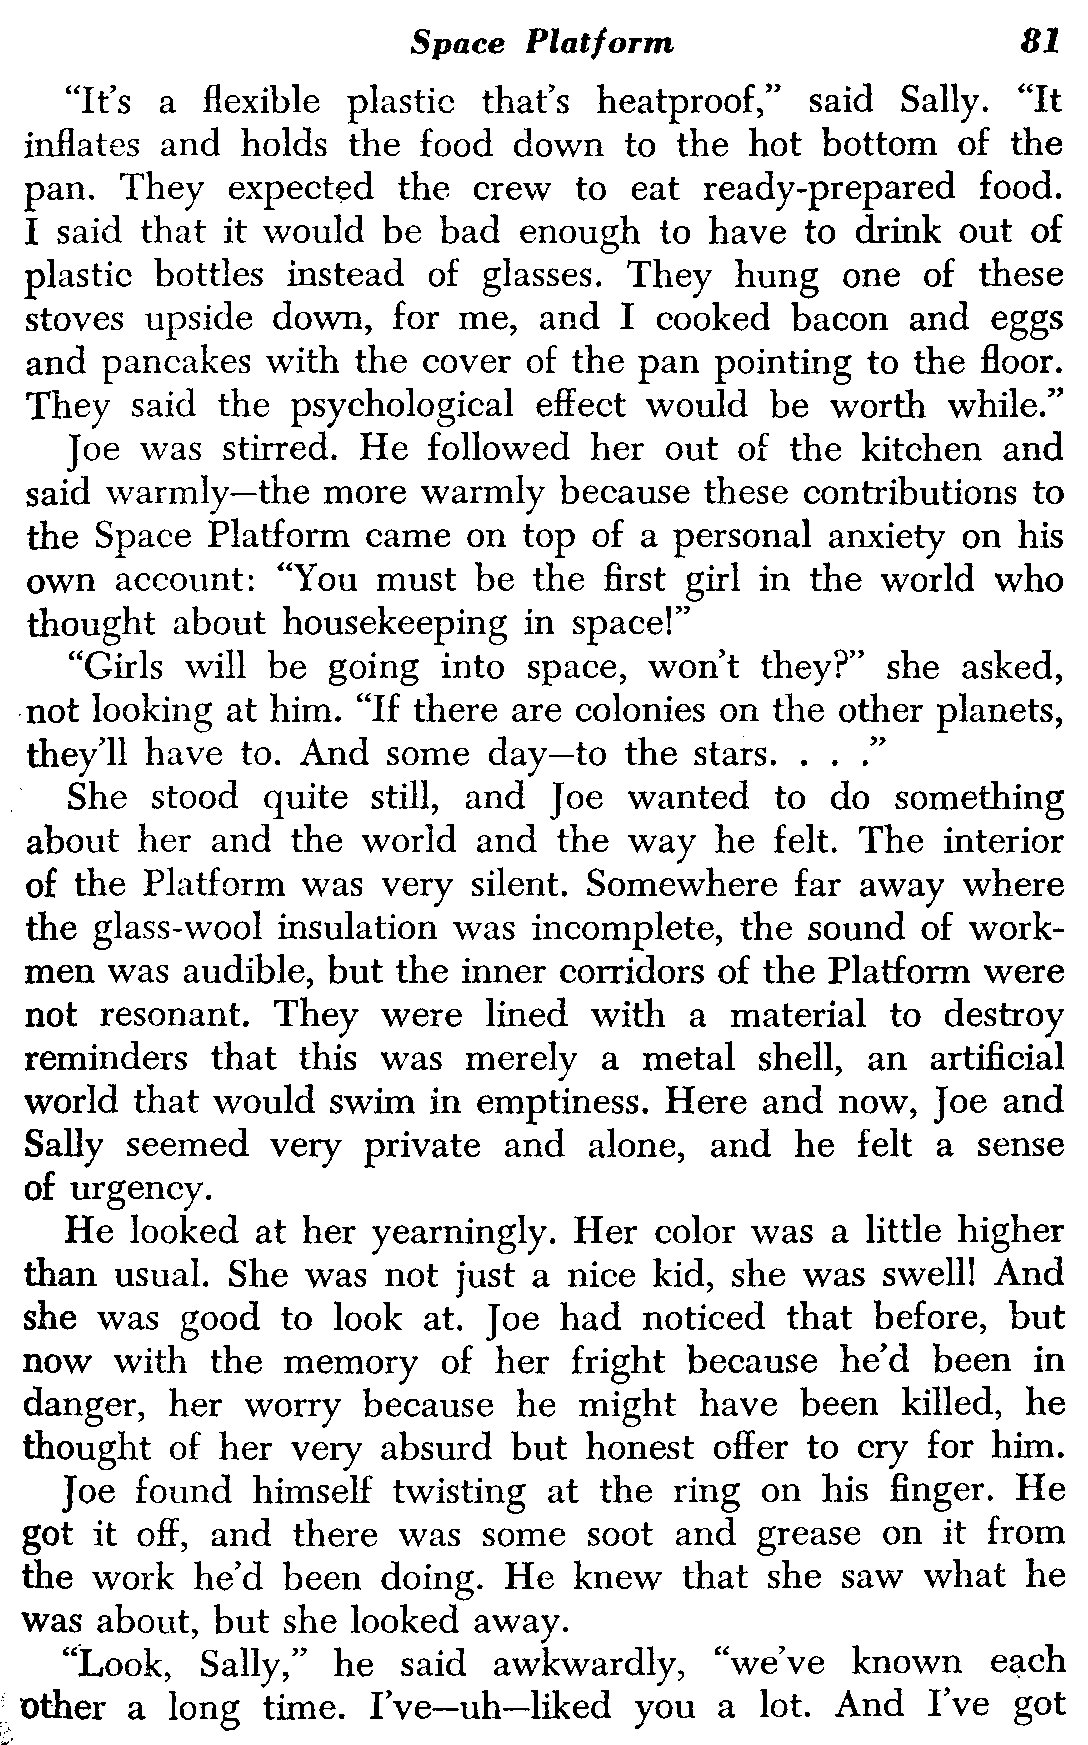 Space Platform 81
“It’s a flexible plastic that’s heatproof,” said Sally. “It
inflates and holds the food down to the hot bottom of the
pan. They expected the crew to eat ready-prepared food.
I said that it would be bad enough to have to drink out of
plastic bottles instead of glasses. They hung one of these
stoves upside down, for me, and I cooked bacon and eggs
and pancakes with the cover of the pan pointing to the floor.
They said the psychological effect would be worth while.”
Joe was stirred. He followed her out of the kitchen and
said warmly—the more warmly because these contributions to
the Space Platform came on top of a personal anxiety on his
own account: “You must be the first girl in the world who
thought about housekeeping in space!”
“Girls will be going into space, won’t they?” she asked,
not looking at him. “If there are colonies on the other planets,
they’ll have to. And some day—to the stars. . . .”
She stood quite still, and Joe wanted to do something
about her and the world and the way he felt. The interior
of the Platform was very silent. Somewhere far away where
the glass-wool insulation was incomplete, the sound of work-
men was audible, but the inner corridors of the Platform were
not resonant. They were lined with a material to destroy
reminders that this was merely a metal shell, an artificial
world that would swim in emptiness. Here and now, Joe and
Sally seemed very private and alone, and he felt a sense
of urgency.
He looked at her yearningly. Her color was a little higher
than usual. She was not just a nice kid, she was swell! And
she was good to look at. Joe had noticed that before, but
now with the memory of her fright because he’d been in
danger, her worry because he might have been killed, he
thought of her very absurd but honest offer to cry for him.
Joe found himself twisting at the ring on his finger. He
got it off, and there was some soot and grease on it from
the work he’d been doing. He knew that she saw what he
was about, but she looked away.
“Look, Sally,” he said awkwardly, “we’ve known each
other a long time. I’ve—uh—liked you a lot. And I’ve got